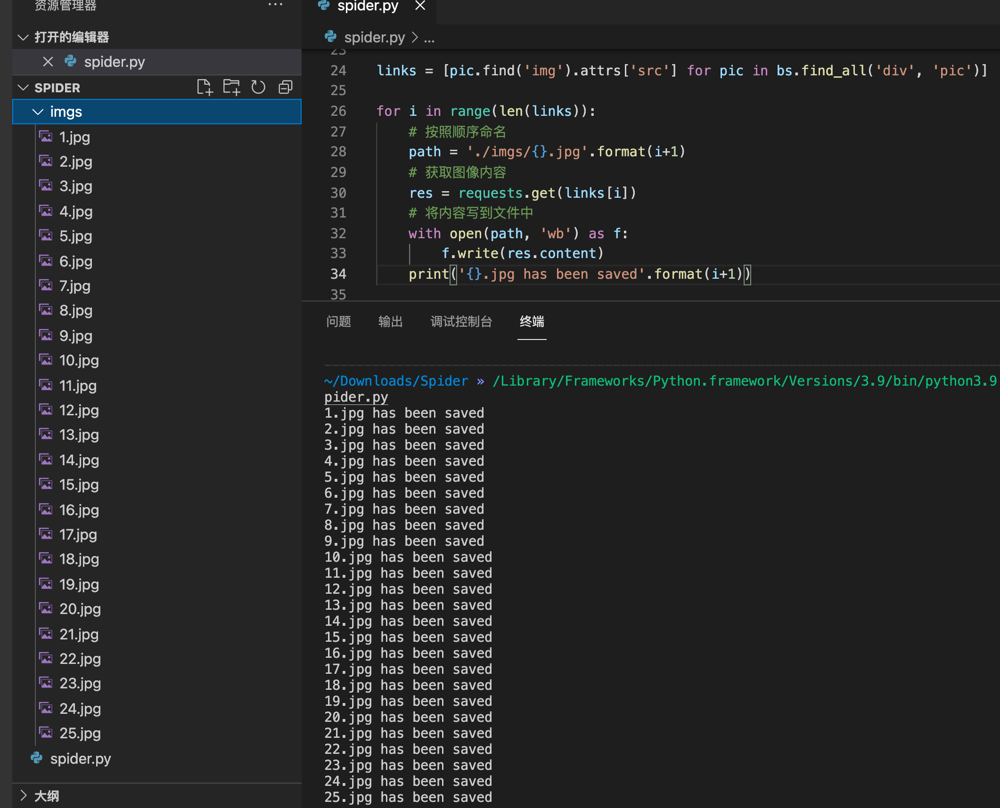 资源管理器
打开的编辑器
spider.py
SPIDER
imgs
1.jpg
2.jpg
3.jpg
4.jpg
5.jpg
6.jpg
7.jpg
8.jpg
9.jpg
10.jpg
11.jpg
12.jpg
13.jpg
14.jpg
15.jpg
16.jpg
17.jpg
18.jpg
19.jpg
20.jpg
21.jpg
22.jpg
23.jpg
24.jpg
25.jpg
spider.py
大纲
spider.py
spider.py > ...
23
24 links = [pic.find('img').attrs['src'] for pic in bs.find_all('div', 'pic')]
25
26 for i in range(len(links)):
27 # 按照顺序命名
28 path = './imgs/{}.jpg'.format(i+1)
29 # 获取图像内容
30 res = requests.get(links[i])
31 # 将内容写到文件中
32 with open(path, 'wb') as f:
33 f.write(res.content)
34 print('{}.jpg has been saved'.format(i+1))
35
问题 输出 调试控制台 终端
~/Downloads/Spider » /Library/Frameworks/Python.framework/Versions/3.9/bin/python3.9
pider.py
1.jpg has been saved
2.jpg has been saved
3.jpg has been saved
4.jpg has been saved
5.jpg has been saved
6.jpg has been saved
7.jpg has been saved
8.jpg has been saved
9.jpg has been saved
10.jpg has been saved
11.jpg has been saved
12.jpg has been saved
13.jpg has been saved
14.jpg has been saved
15.jpg has been saved
16.jpg has been saved
17.jpg has been saved
18.jpg has been saved
19.jpg has been saved
20.jpg has been saved
21.jpg has been saved
22.jpg has been saved
23.jpg has been saved
24.jpg has been saved
25.jpg has been saved